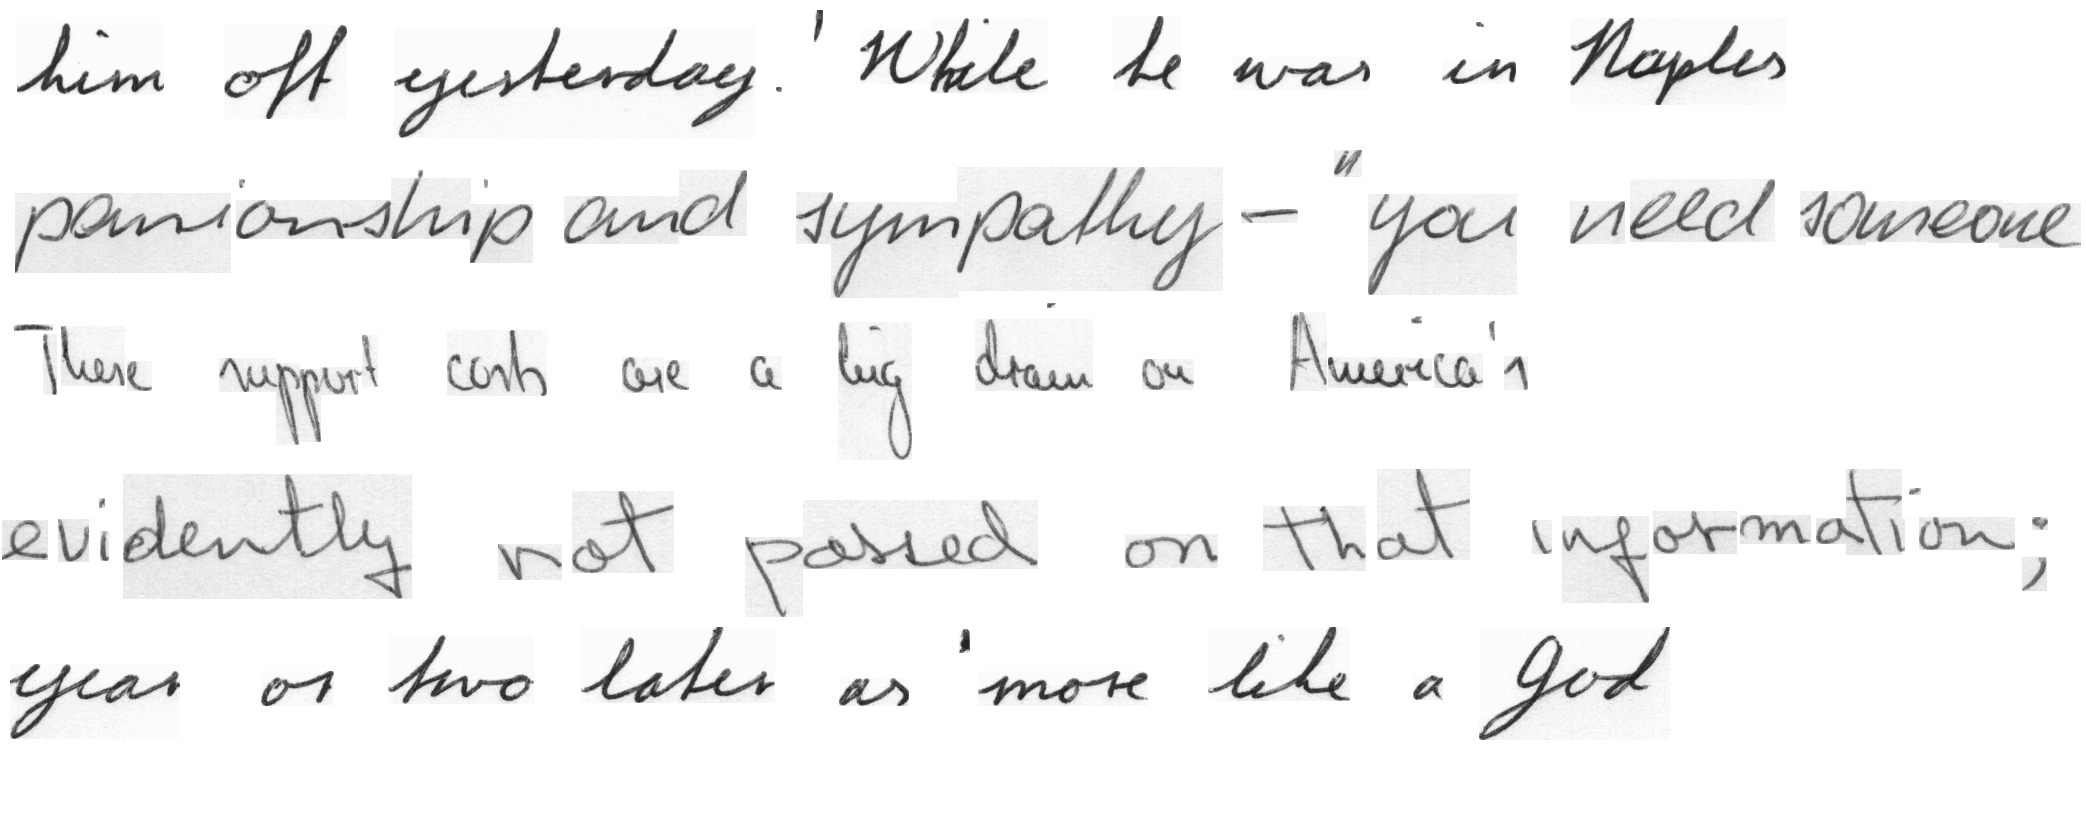 him off yesterday.' While he was in Naples
panionship and sympathy - "you need someone
These support costs are a big drain on America's
evidently not passed on that information;
year or two later as 'more like a God